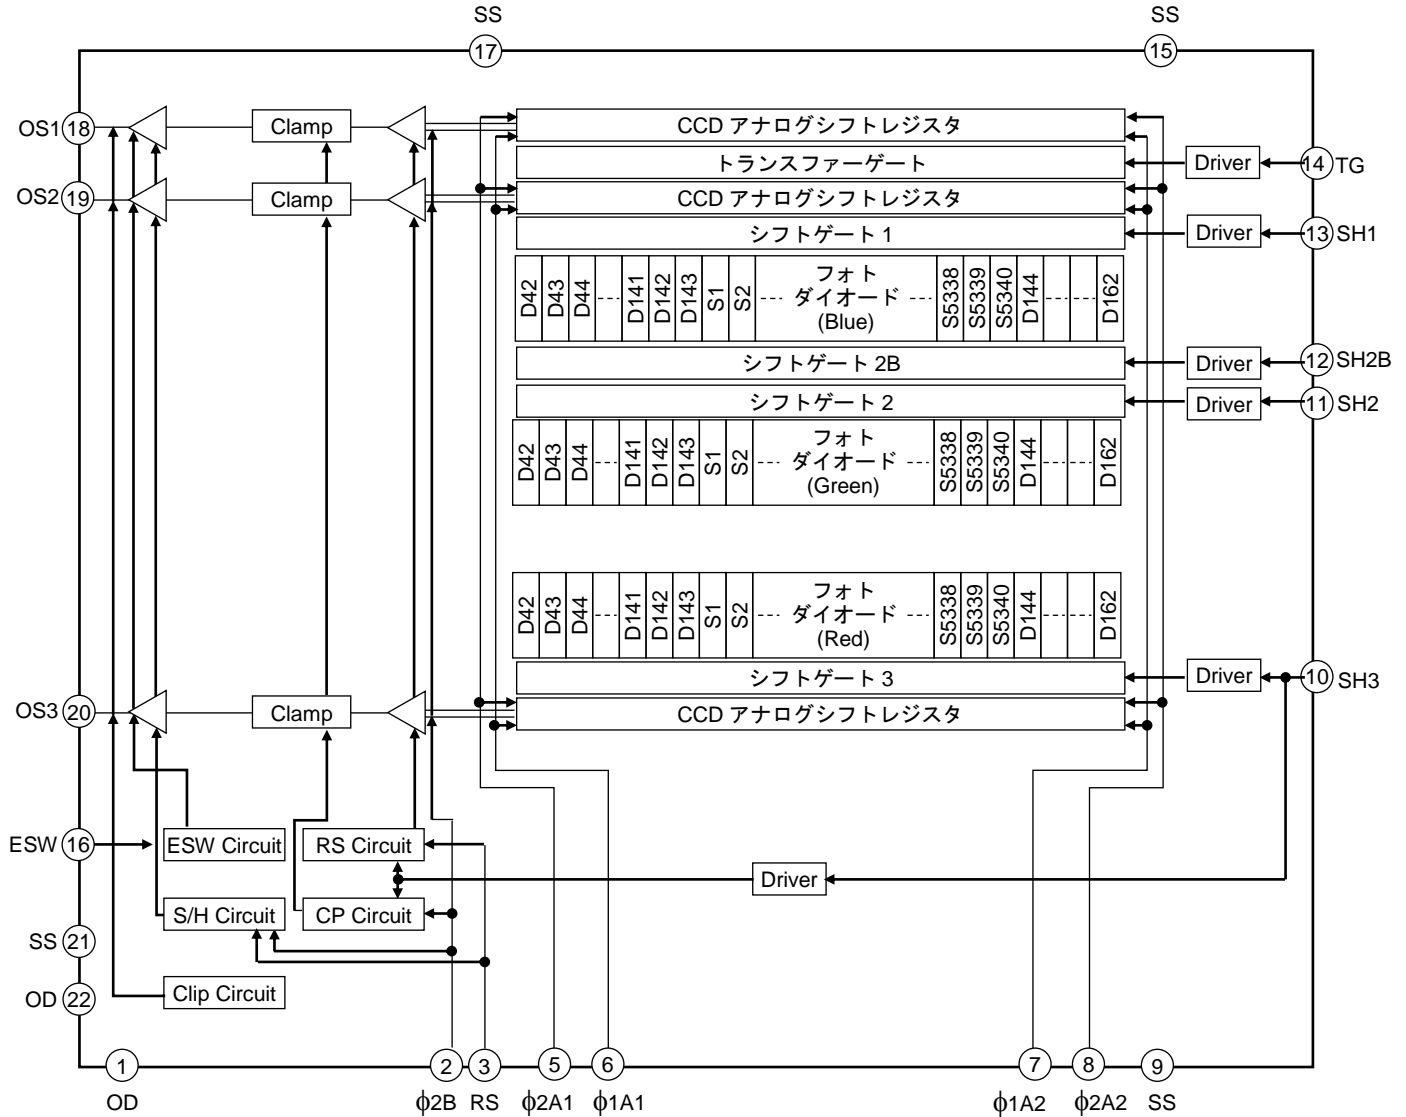 SS
SS
17
15
OS1 18
Clamp
CCD アナログシフトレジスタ
トランスファーゲート
Driver
14 TG
OS2 19
Clamp
CCD アナログシフトレジスタ
シフトゲート 1
Driver
13 SH1
D42 D43 D44 D141 D142 D143 S1 S2
フォト
ダイオード
(Blue)
S5338 S5339 S5340 D144 D162
シフトゲート 2B
Driver
12 SH2B
シフトゲート 2
Driver
11 SH2
D42 D43 D44 D141 D142 D143 S1 S2
フォト
ダイオード
(Green)
S5338 S5339 S5340 D144 D162
D42 D43 D44 D141 D142 D143 S1 S2
フォト
ダイオード
(Red)
S5338 S5339 S5340 D144 D162
シフトゲート 3
Driver
10 SH3
OS3 20
Clamp
CCD アナログシフトレジスタ
ESW 16
ESW Circuit
RS Circuit
Driver
S/H Circuit
CP Circuit
SS 21
OD 22
Clip Circuit
1
2
3
5
6
7
8
9
OD
ϕ2B
RS
ϕ2A1
ϕ1A1
ϕ1A2
ϕ2A2
SS